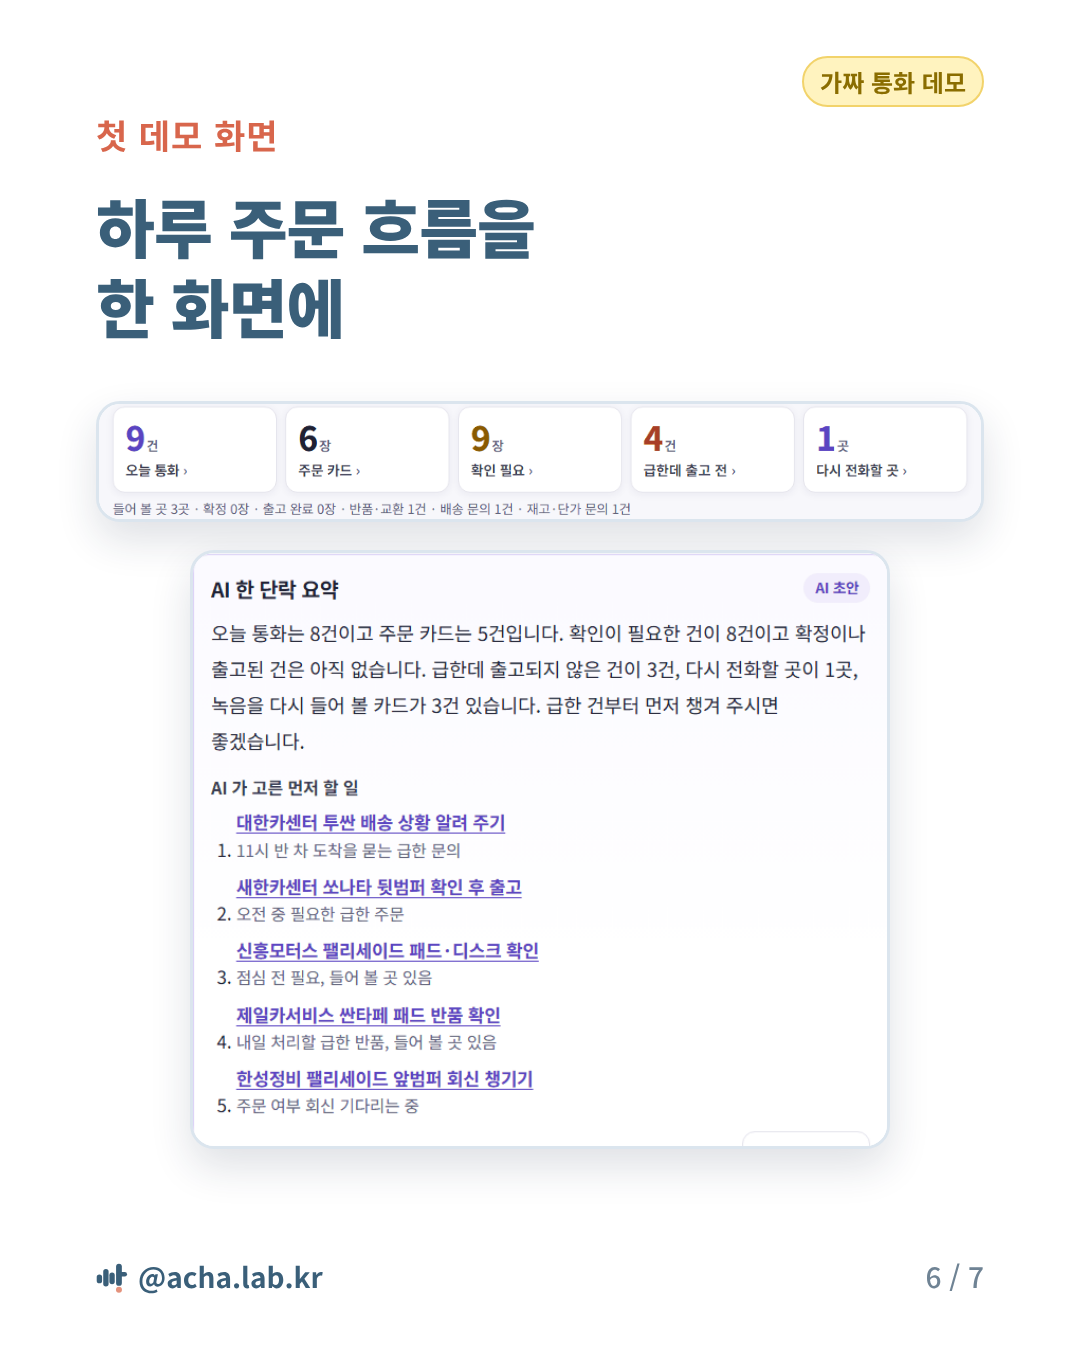 가짜 통화 데모
첫 데모 화면
하루 주문 흐름을
한 화면에
9건
오늘 통화 ›
6장
주문 카드 ›
9장
확인 필요 ›
4건
급한데 출고 전 ›
1곳
다시 전화할 곳 ›
들어 볼 곳 3곳 · 확정 0장 · 출고 완료 0장 · 반품·교환 1건 · 배송 문의 1건 · 재고·단가 문의 1건
AI 한 단락 요약
AI 초안
오늘 통화는 8건이고 주문 카드는 5건입니다. 확인이 필요한 건이 8건이고 확정이나
출고된 건은 아직 없습니다. 급한데 출고되지 않은 건이 3건, 다시 전화할 곳이 1곳,
녹음을 다시 들어 볼 카드가 3건 있습니다. 급한 건부터 먼저 챙겨 주시면
좋겠습니다.
AI 가 고른 먼저 할 일
대한카센터 투싼 배송 상황 알려 주기
1. 11시 반 차 도착을 묻는 급한 문의
새한카센터 쏘나타 뒷범퍼 확인 후 출고
2. 오전 중 필요한 급한 주문
신흥모터스 팰리세이드 패드·디스크 확인
3. 점심 전 필요, 들어 볼 곳 있음
제일카서비스 싼타페 패드 반품 확인
4. 내일 처리할 급한 반품, 들어 볼 곳 있음
한성정비 팰리세이드 앞범퍼 회신 챙기기
5. 주문 여부 회신 기다리는 중
@acha.lab.kr
6 / 7